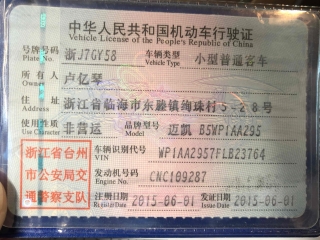 中华人民共和国机动车行驶证
Vehicle License of the People's Republic of China
号牌号码 浙J7GY58 车辆类型 小型普通客车
Plate No. Vehicle Type
所有人 卢亿琴
Owner
住址 浙江省临海市东塍镇绚珠村5-28号
Address
使用性质 非营运 品牌型号 迈凯 BSWP1AA295
Use Character Model
浙江省台州 车辆识别代号 WP1AA2957FLB23764
VIN
市公安局交 发动机号码 CNC109287
Engine No.
通警察支队 注册日期 2015-06-01 发证日期 2015-06-01
Register Date Issue Date